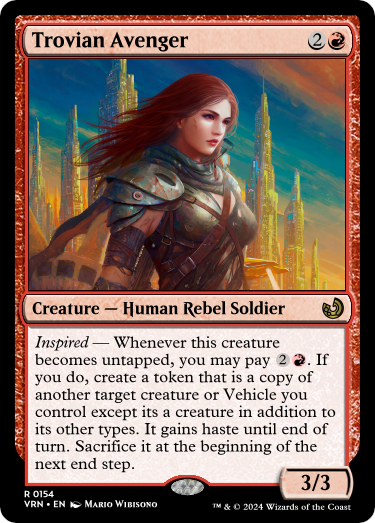 Trovian Avenger 2
Creature — Human Rebel Soldier
Inspired — Whenever this creature
becomes untapped, you may pay 2 . If
you do, create a token that is a copy of
another target creature or Vehicle you
control except its a creature in addition to
its other types. It gains haste until end of
turn. Sacrifice it at the beginning of the
next end step.
3/3
R 0154
VRN • EN Mario Wibisono
™ & © 2024 Wizards of the Coast